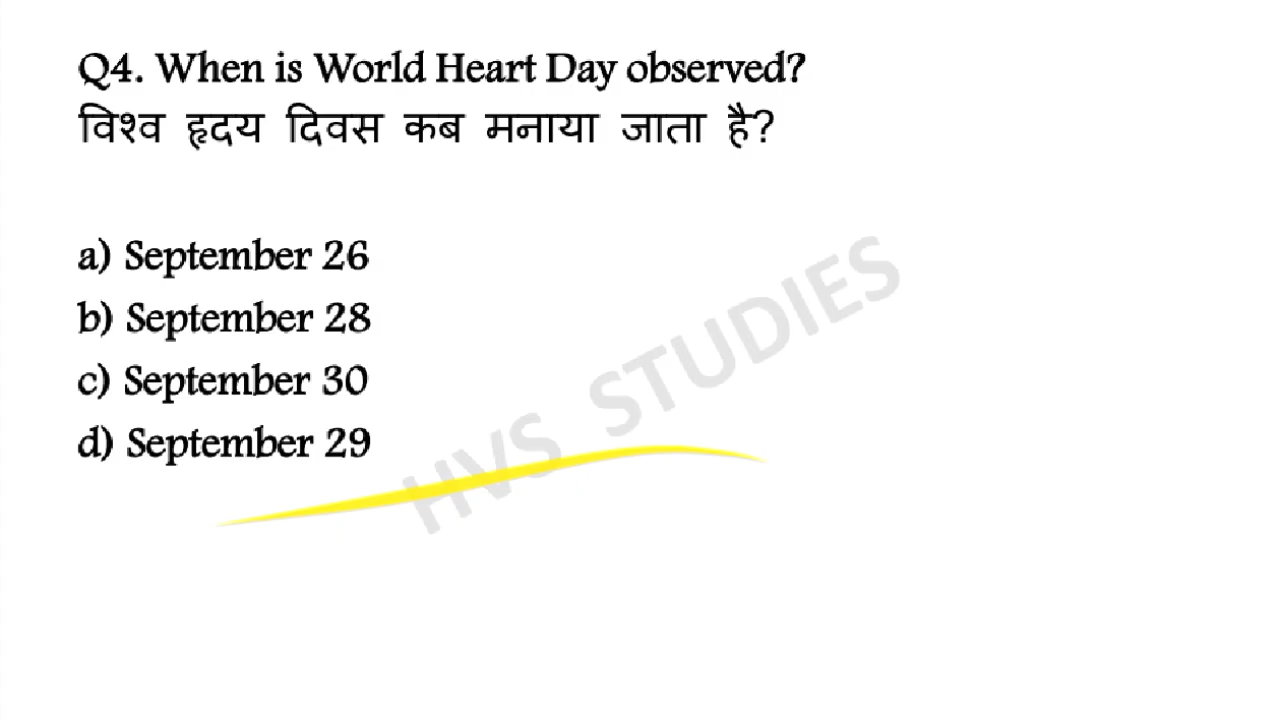 Q4. When is World Heart Day observed?
विश्व हृदय दिवस कब मनाया जाता है?
a) September 26
b) September 28
c) September 30
d) September 29
HVS STUDIES